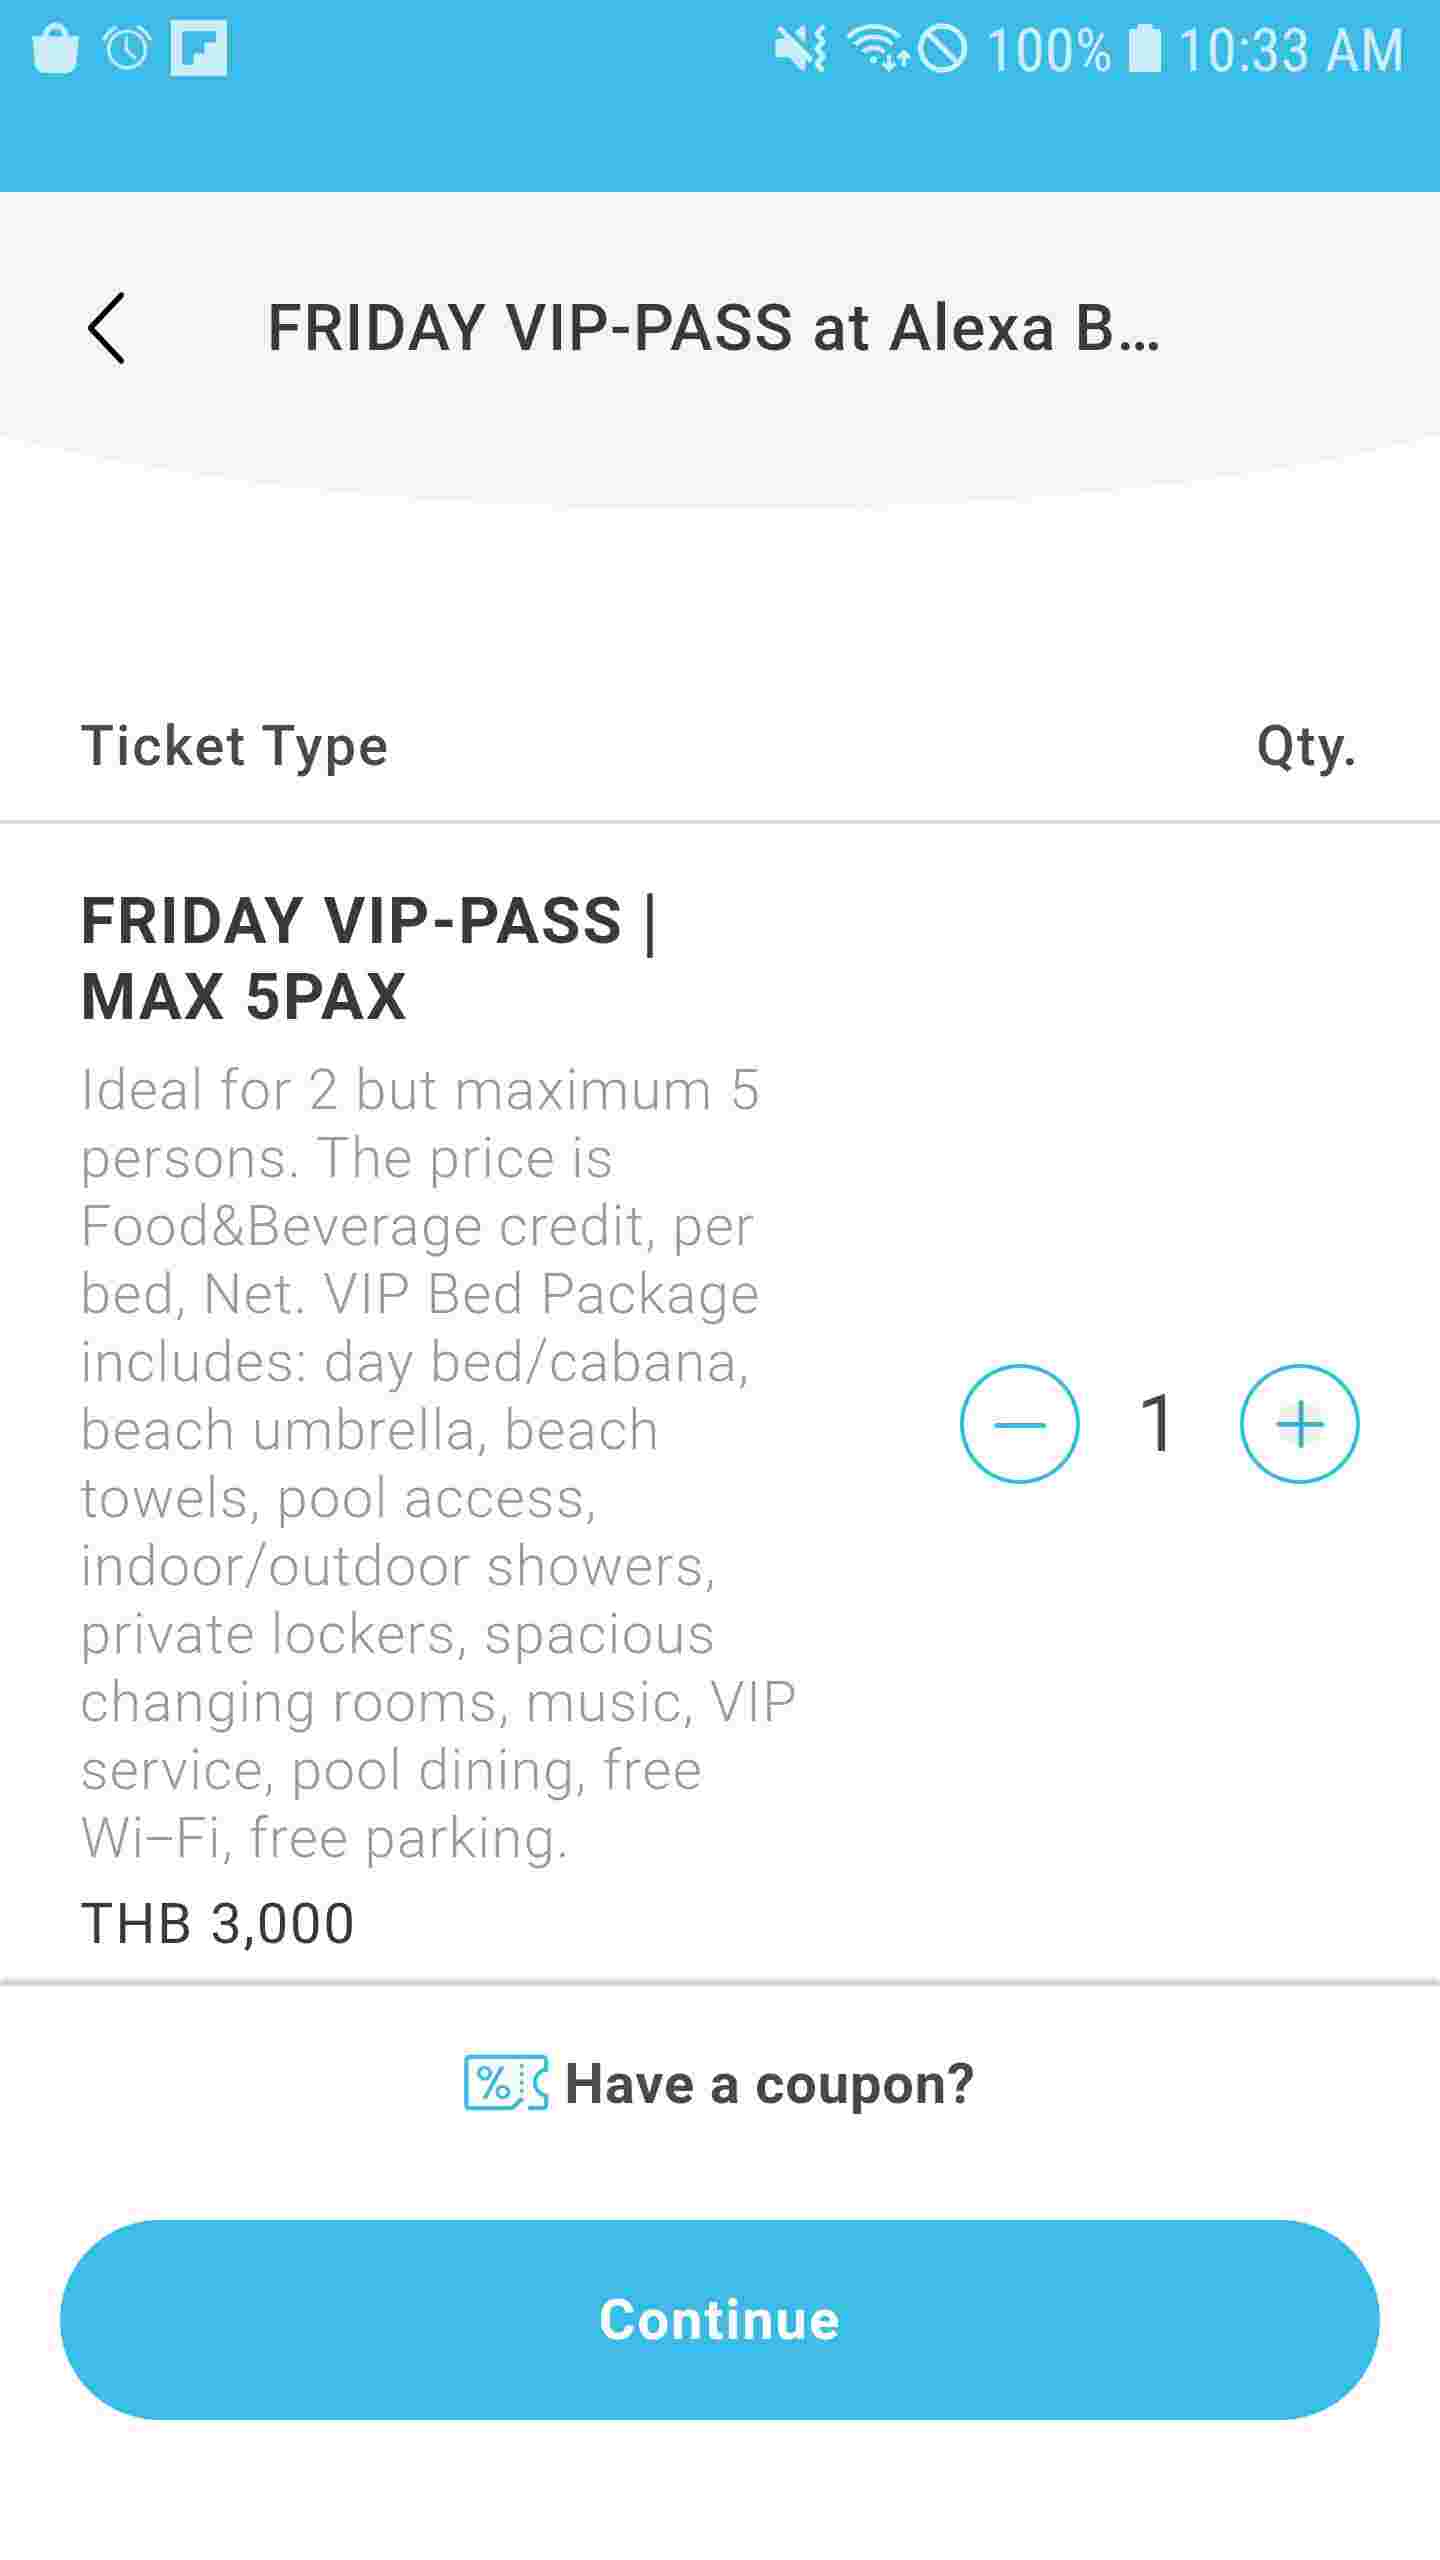 100% 10:33 AM
FRIDAY VIP-PASS at Alexa B...
Ticket Type Qty.
FRIDAY VIP-PASS |
MAX 5PAX
Ideal for 2 but maximum 5
persons. The price is
Food&Beverage credit, per
bed, Net. VIP Bed Package
includes: day bed/cabana,
beach umbrella, beach
towels, pool access,
indoor/outdoor showers,
private lockers, spacious
changing rooms, music, VIP
service, pool dining, free
Wi–Fi, free parking.
1
THB 3,000
Have a coupon?
Continue